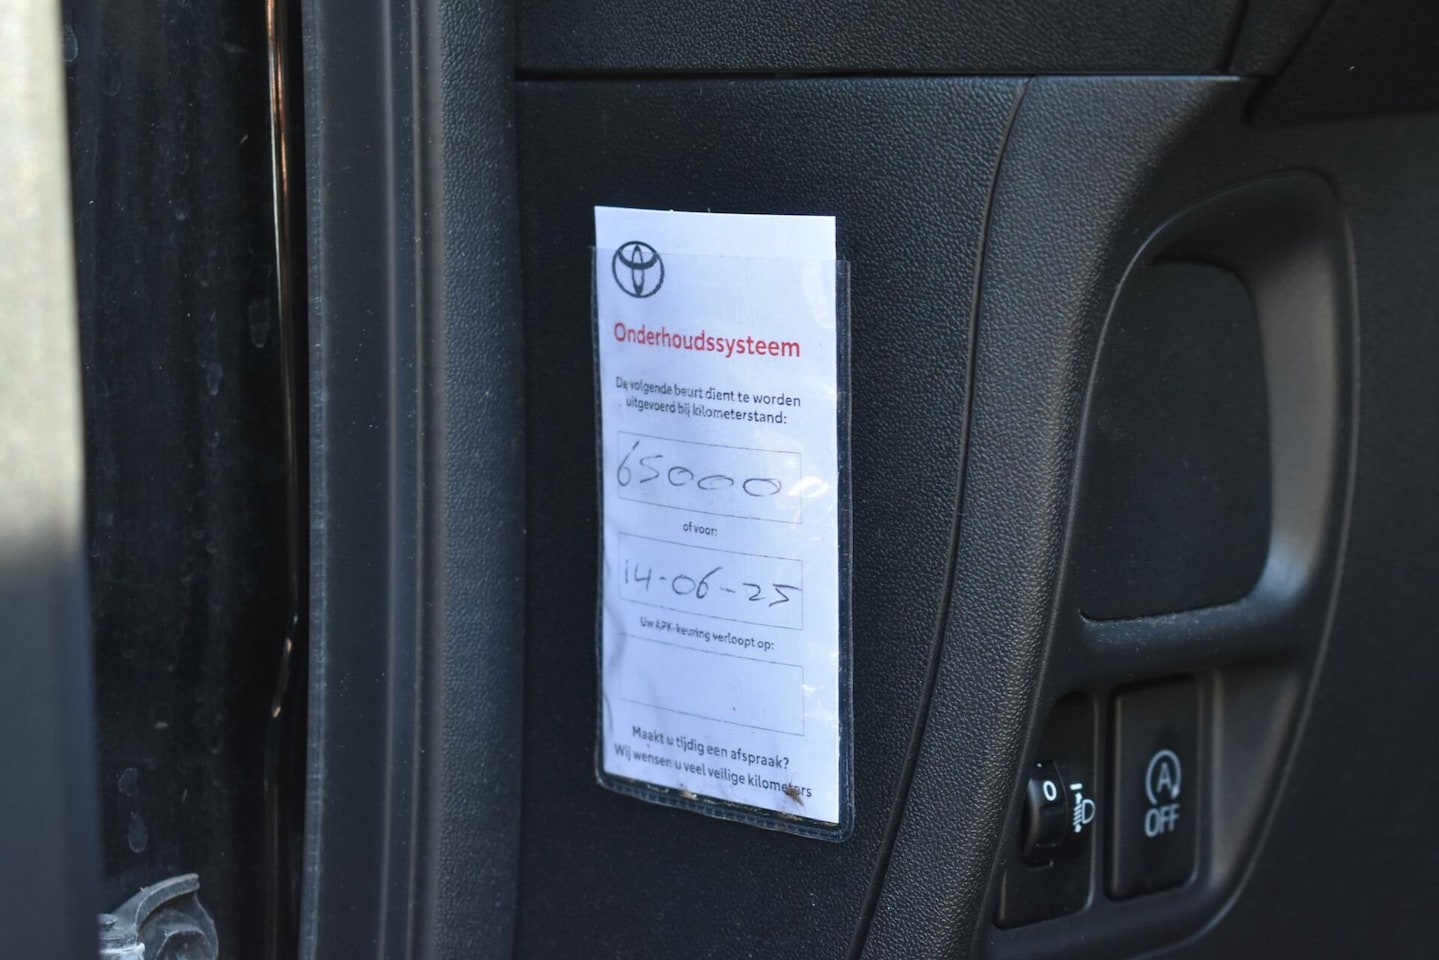 Onderhoudssysteem
De volgende beurt dient te worden
uitgevoerd bij kilometerstand:
65000
of voor:
14-06-25
Uw APK-keuring verloopt op:
Maakt u tijdig een afspraak?
Wij wensen u veel veilige kilometers
0
A
OFF